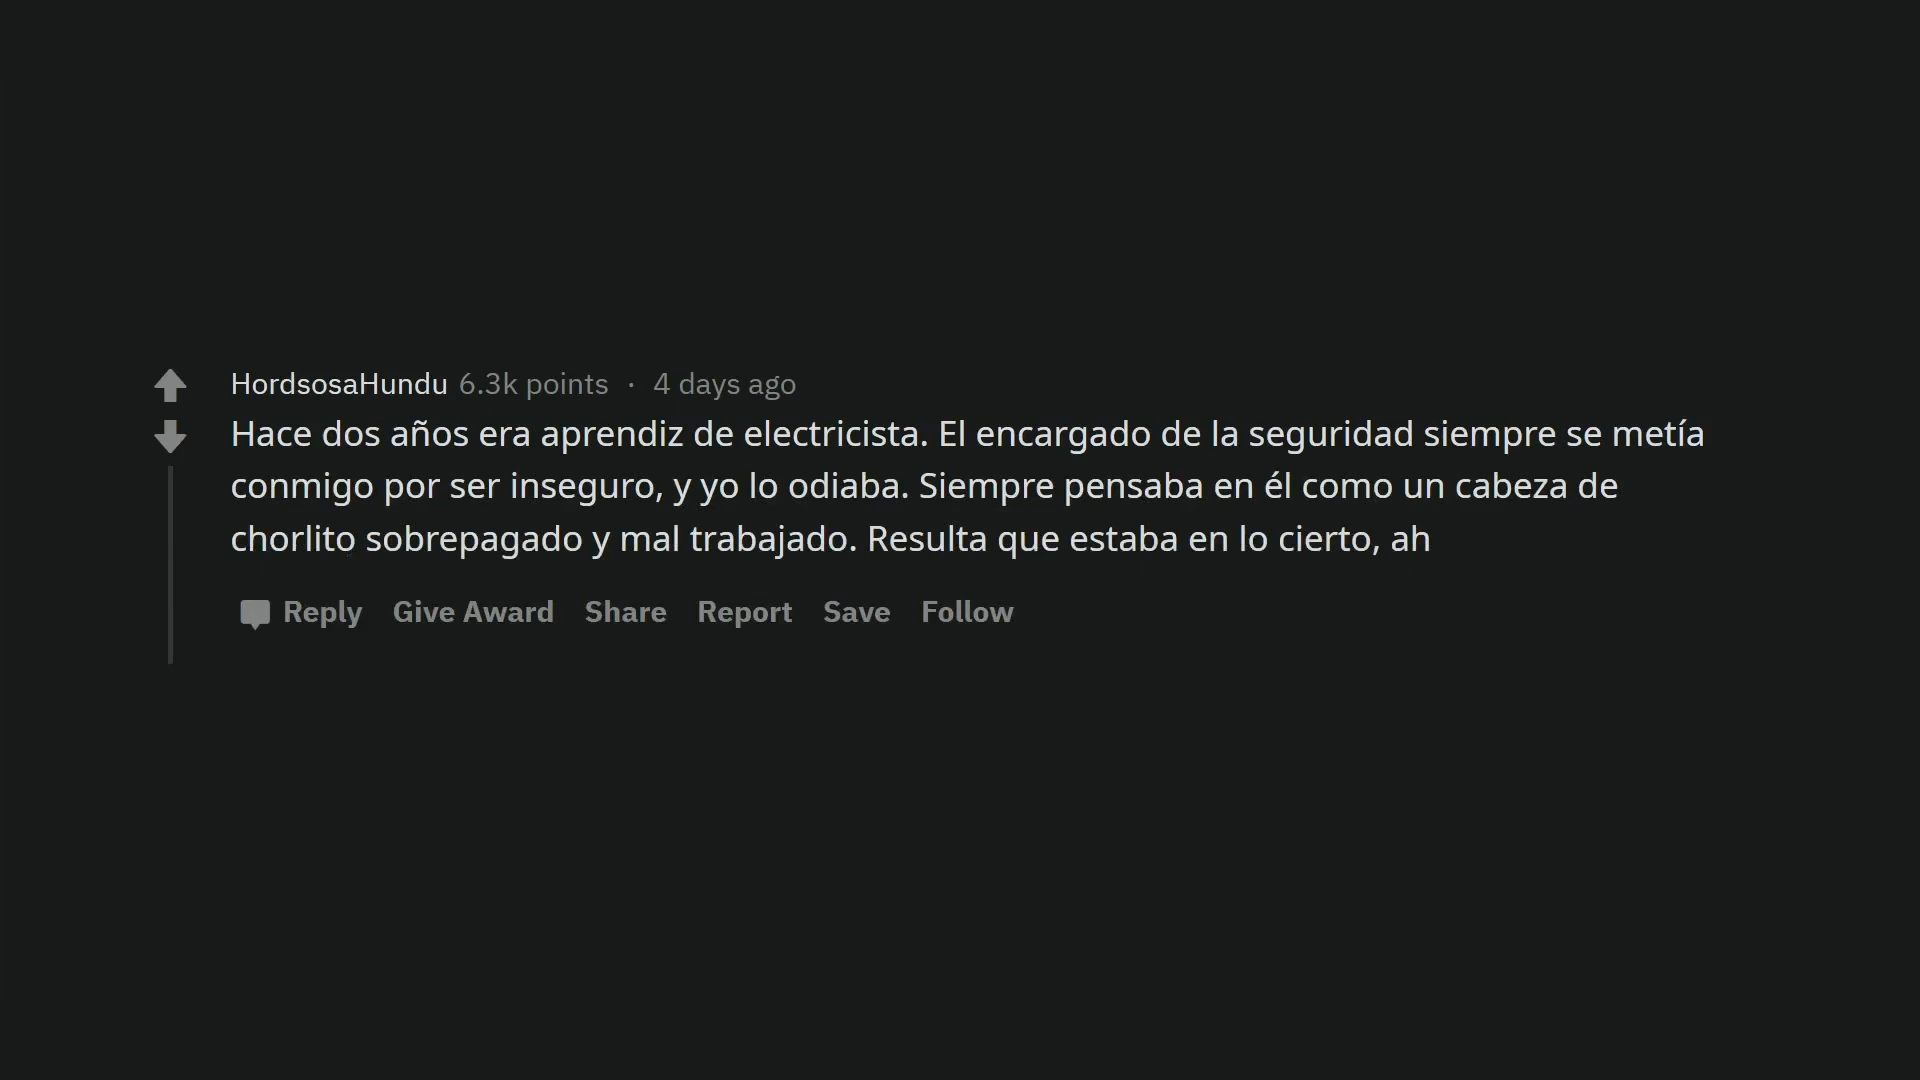 HordsosaHundu 6.3k points · 4 days ago
Hace dos años era aprendiz de electricista. El encargado de la seguridad siempre se metía
conmigo por ser inseguro, y yo lo odiaba. Siempre pensaba en él como un cabeza de
chorlito sobrepagado y mal trabajado. Resulta que estaba en lo cierto, ah
Reply Give Award Share Report Save Follow